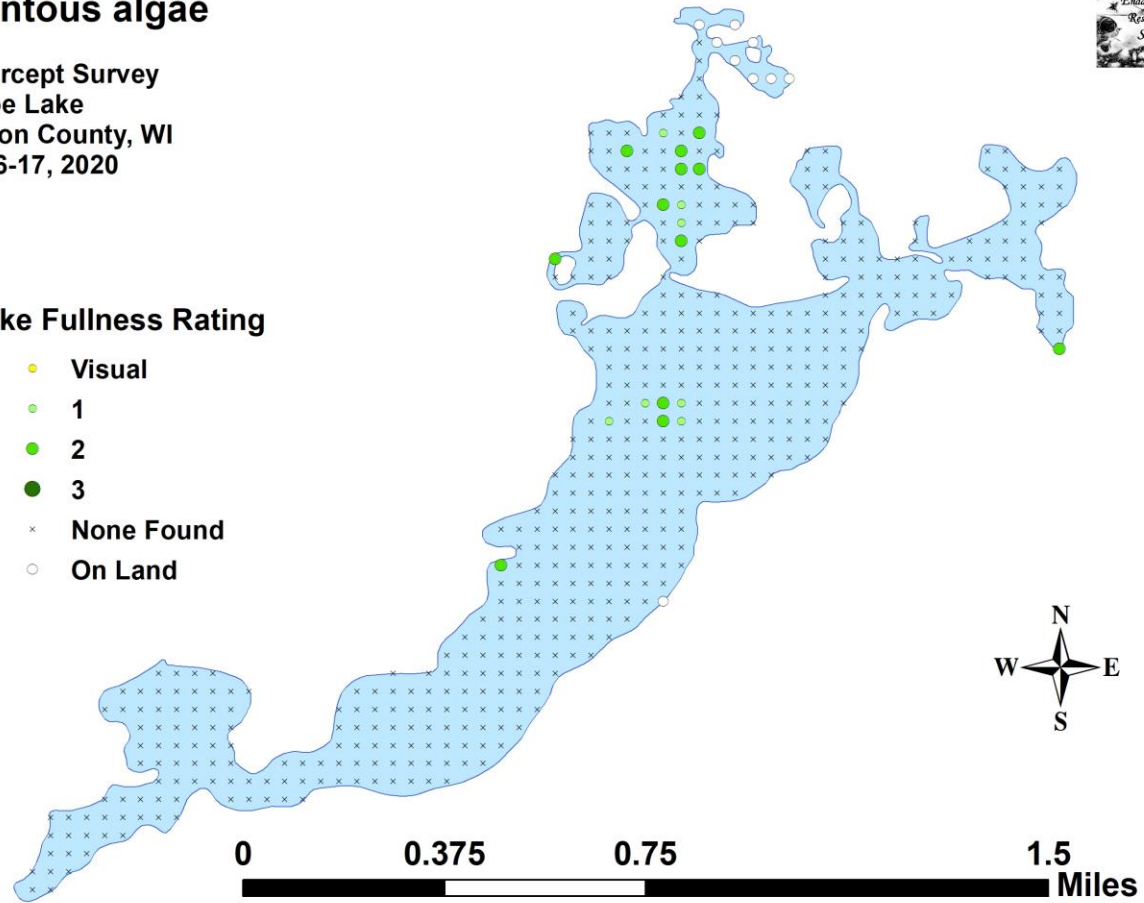 ntous algae
rcept Survey
e Lake
on County, WI
6-17, 2020
ke Fullness Rating
Visual
1
2
3
None Found
On Land
N
W E
S
0 0.375 0.75 1.5
Miles